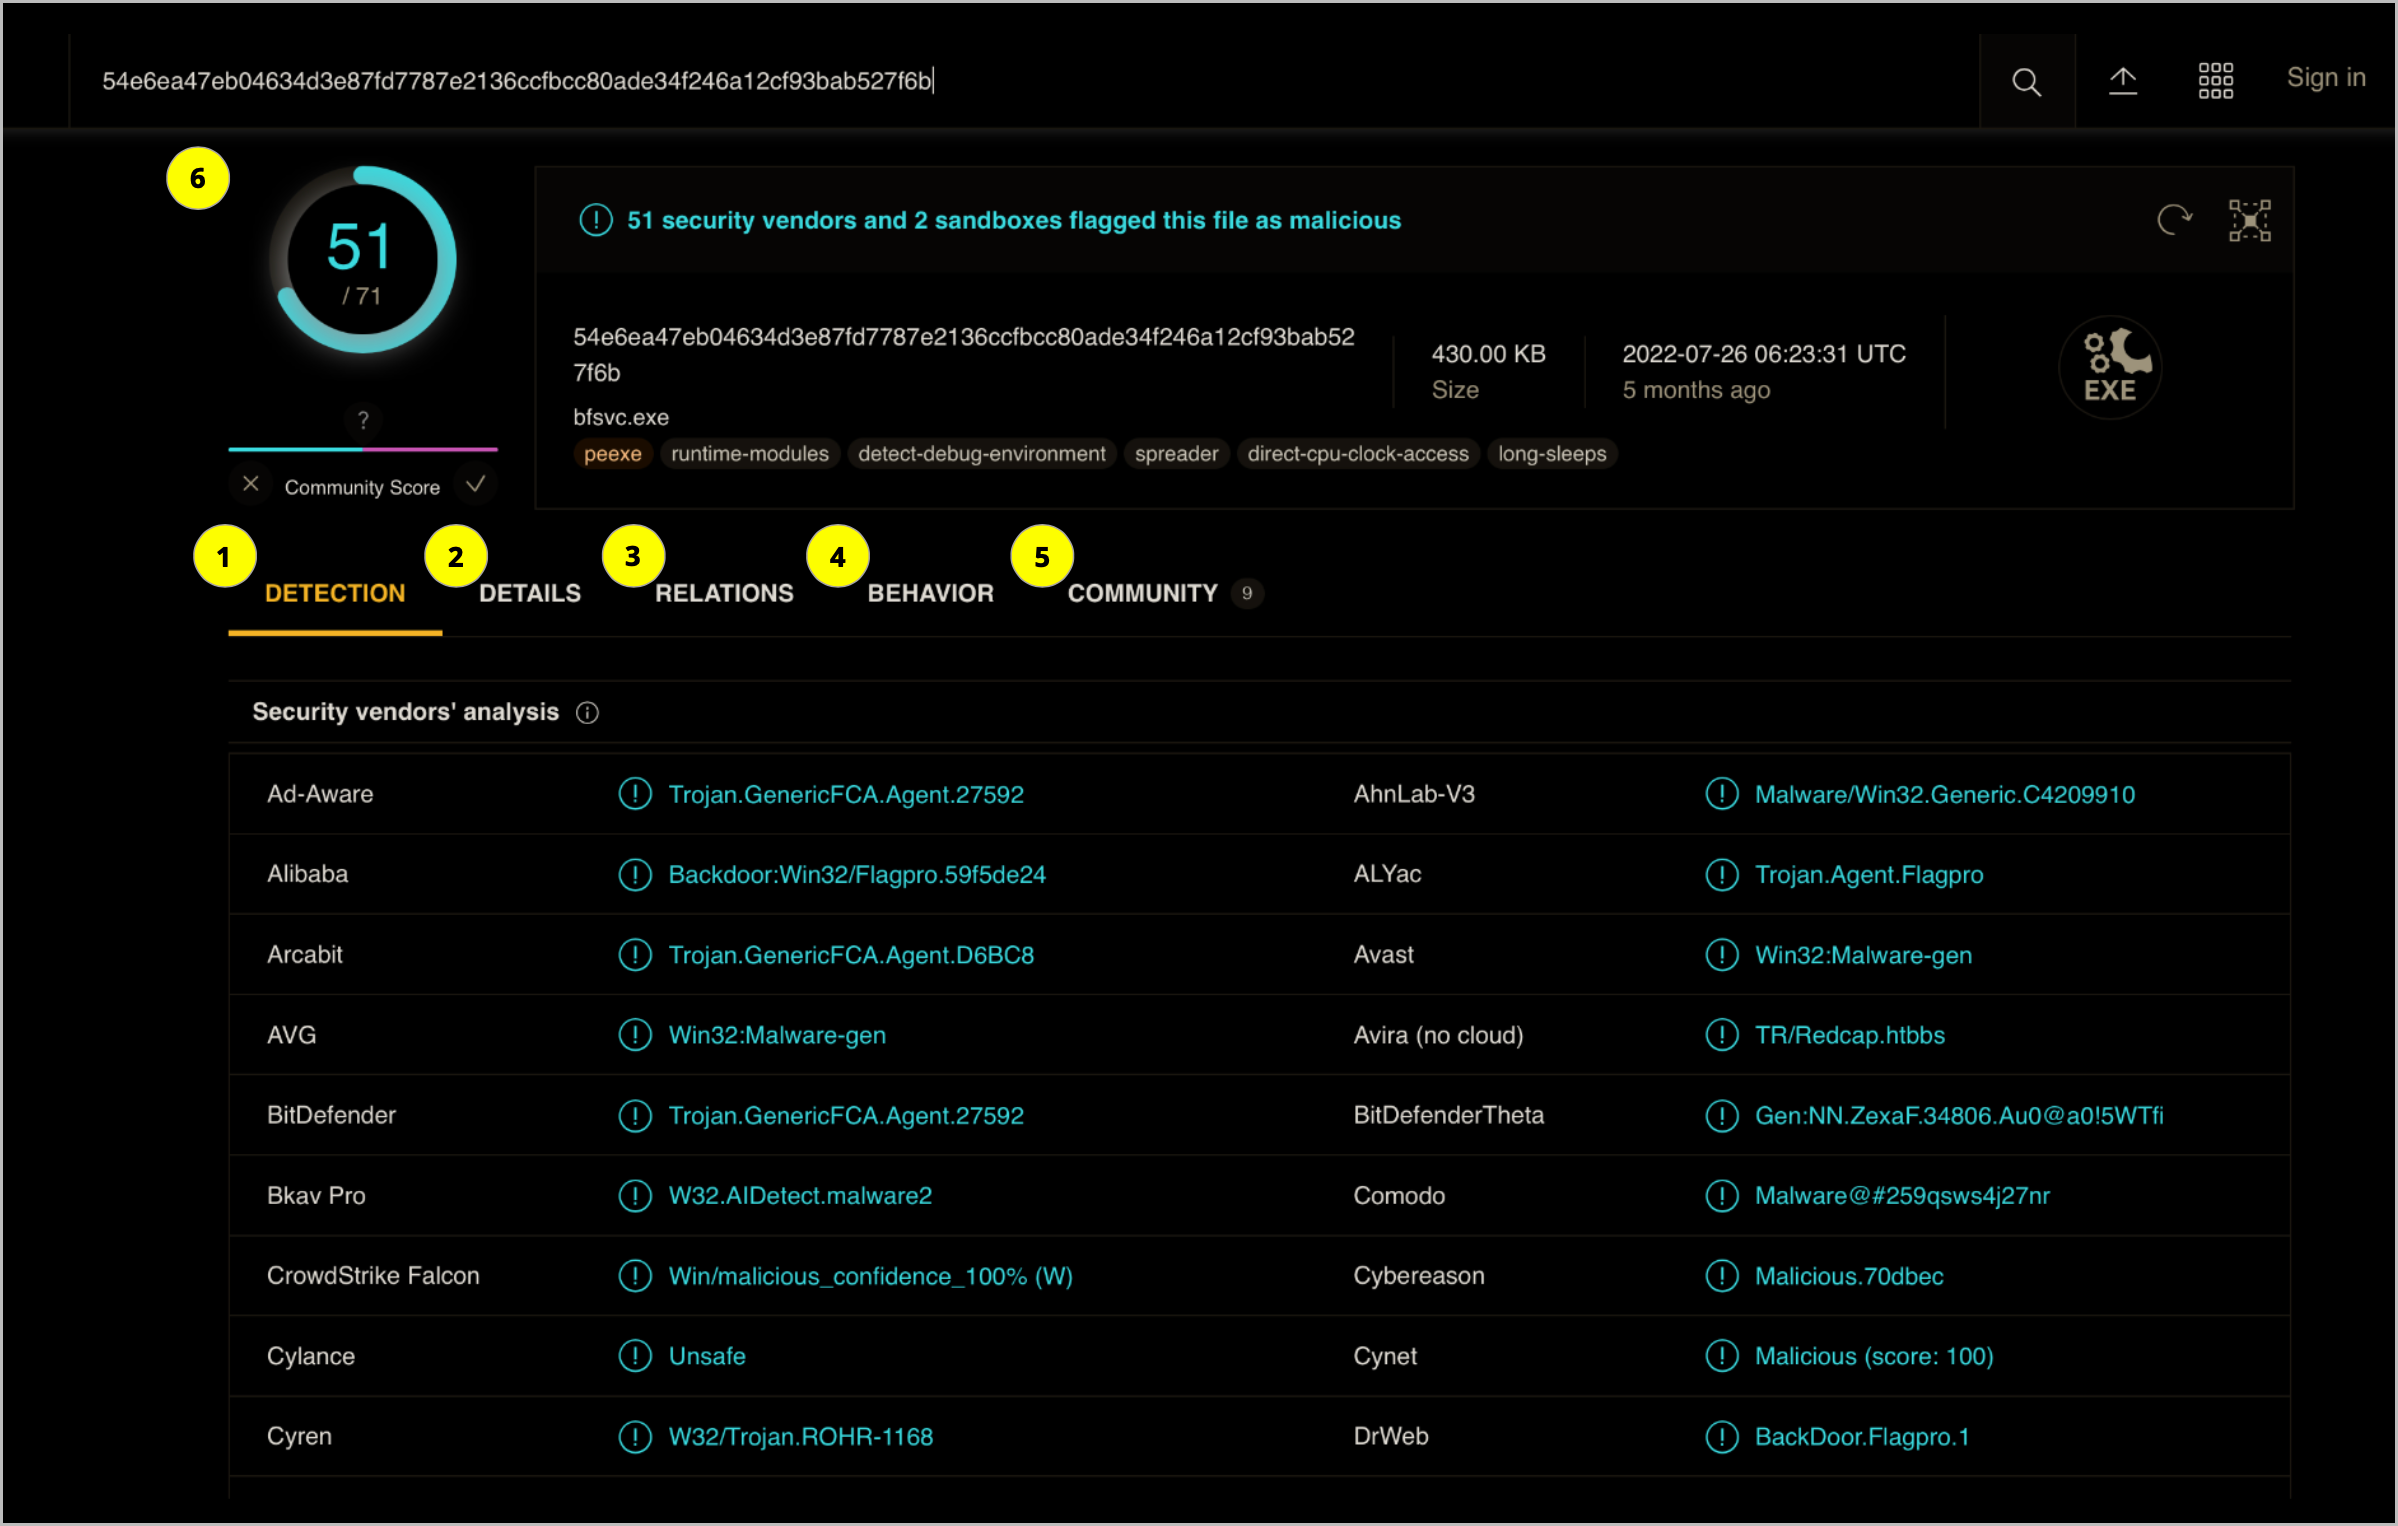 54e6ea47eb04634d3e87fd7787e2136ccfbcc80ade34f246a12cf93bab527f6b
Sign in
6
51
/ 71
51 security vendors and 2 sandboxes flagged this file as malicious
54e6ea47eb04634d3e87fd7787e2136ccfbcc80ade34f246a12cf93bab52
7f6b
bfsvc.exe
430.00 KB
Size
2022-07-26 06:23:31 UTC
5 months ago
EXE
peexe runtime-modules detect-debug-environment spreader direct-cpu-clock-access long-sleeps
?
Community Score
1 DETECTION 2 DETAILS 3 RELATIONS 4 BEHAVIOR 5 COMMUNITY 9
Security vendors' analysis
Ad-Aware Trojan.GenericFCA.Agent.27592 AhnLab-V3 Malware/Win32.Generic.C4209910
Alibaba Backdoor:Win32/Flagpro.59f5de24 ALYac Trojan.Agent.Flagpro
Arcabit Trojan.GenericFCA.Agent.D6BC8 Avast Win32:Malware-gen
AVG Win32:Malware-gen Avira (no cloud) TR/Redcap.htbbs
BitDefender Trojan.GenericFCA.Agent.27592 BitDefenderTheta Gen:NN.ZexaF.34806.Au0@a0!5WTfi
Bkav Pro W32.AIDetect.malware2 Comodo Malware@#259qsws4j27nr
CrowdStrike Falcon Win/malicious_confidence_100% (W) Cybereason Malicious.70dbec
Cylance Unsafe Cynet Malicious (score: 100)
Cyren W32/Trojan.ROHR-1168 DrWeb BackDoor.Flagpro.1